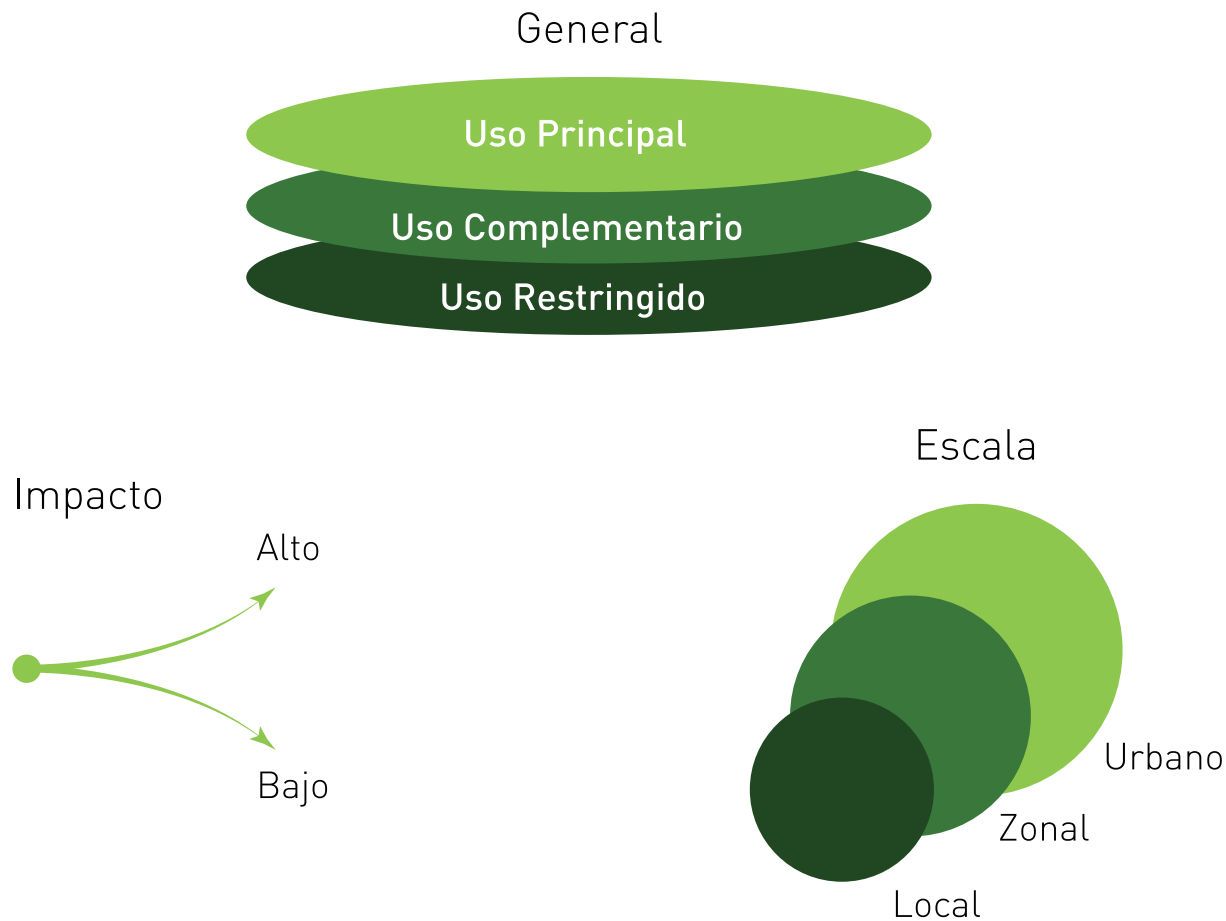 General
Uso Principal
Uso Complementario
Uso Restringido
Impacto
Alto
Bajo
Escala
Urbano
Zonal
Local